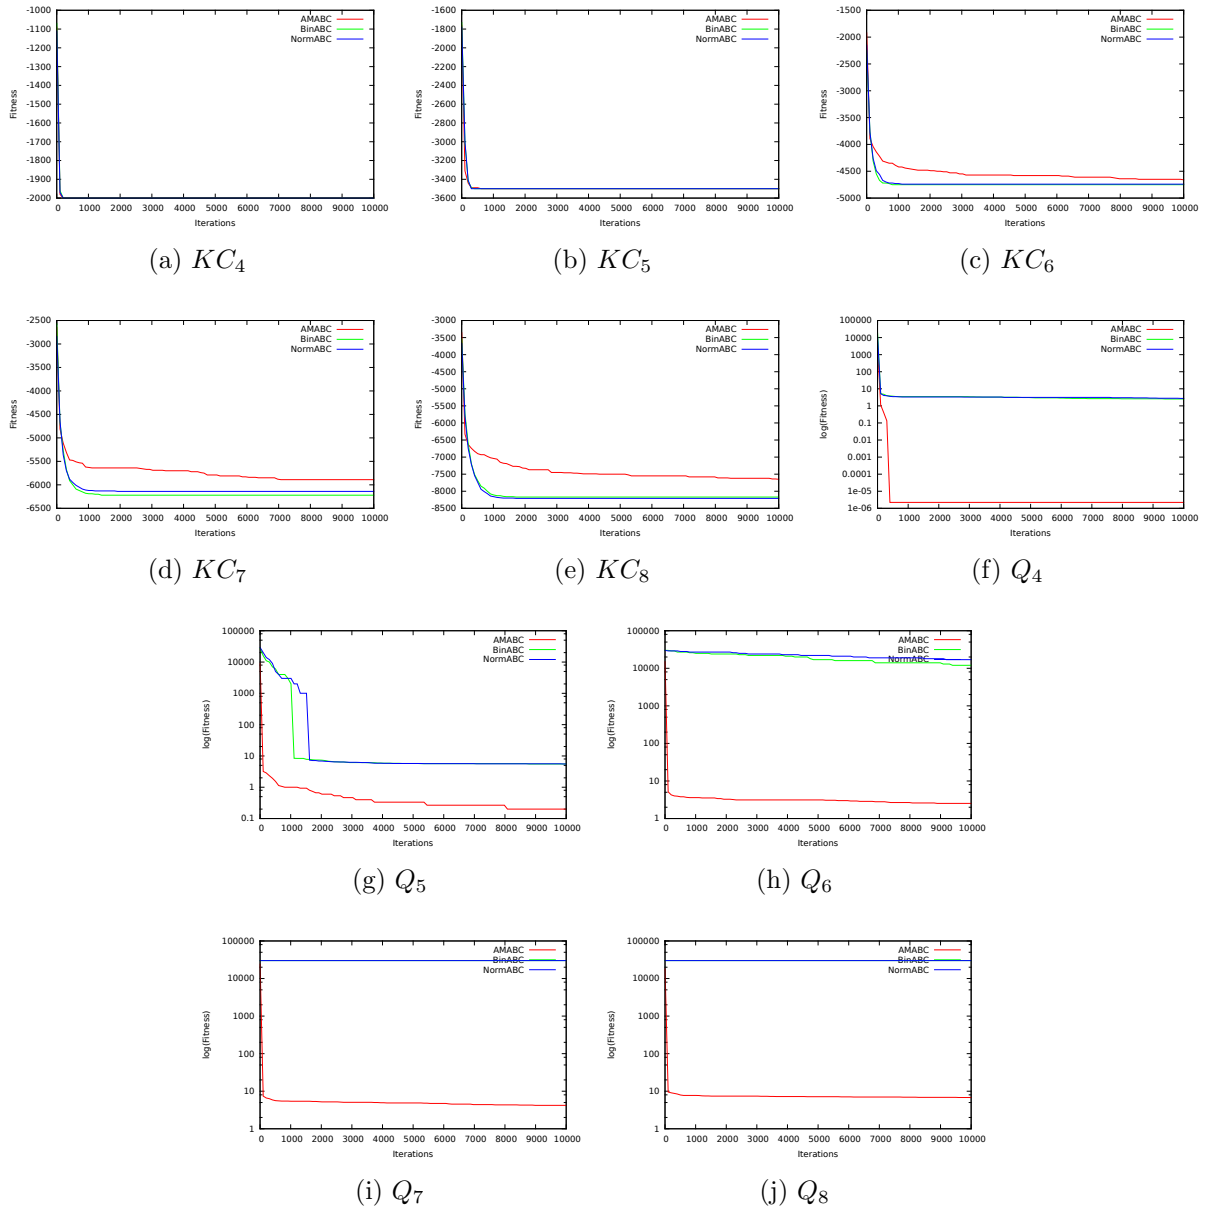 -1000
-1100
-1200
-1300
-1400
-1500
-1600
-1700
-1800
-1900
-2000
Fitness
AMABC
BinABC
NormABC
0 1000 2000 3000 4000 5000 6000 7000 8000 9000 10000
Iterations
(a) KC4
-1600
-1800
-2000
-2200
-2400
-2600
-2800
-3000
-3200
-3400
-3600
Fitness
AMABC
BinABC
NormABC
0 1000 2000 3000 4000 5000 6000 7000 8000 9000 10000
Iterations
(b) KC5
-1500
-2000
-2500
-3000
-3500
-4000
-4500
-5000
Fitness
AMABC
BinABC
NormABC
0 1000 2000 3000 4000 5000 6000 7000 8000 9000 10000
Iterations
(c) KC6
-2500
-3000
-3500
-4000
-4500
-5000
-5500
-6000
-6500
Fitness
AMABC
BinABC
NormABC
0 1000 2000 3000 4000 5000 6000 7000 8000 9000 10000
Iterations
(d) KC7
-3000
-3500
-4000
-4500
-5000
-5500
-6000
-6500
-7000
-7500
-8000
-8500
Fitness
AMABC
BinABC
NormABC
0 1000 2000 3000 4000 5000 6000 7000 8000 9000 10000
Iterations
(e) KC8
100000
10000
1000
100
10
1
0.1
0.01
0.001
0.0001
1e-05
1e-06
log(Fitness)
AMABC
BinABC
NormABC
0 1000 2000 3000 4000 5000 6000 7000 8000 9000 10000
Iterations
(f) Q4
100000
10000
1000
100
10
1
0.1
log(Fitness)
AMABC
BinABC
NormABC
0 1000 2000 3000 4000 5000 6000 7000 8000 9000 10000
Iterations
(g) Q5
100000
10000
1000
100
10
1
log(Fitness)
AMABC
BinABC
NormABC
0 1000 2000 3000 4000 5000 6000 7000 8000 9000 10000
Iterations
(h) Q6
100000
10000
1000
100
10
1
log(Fitness)
AMABC
BinABC
NormABC
0 1000 2000 3000 4000 5000 6000 7000 8000 9000 10000
Iterations
(i) Q7
100000
10000
1000
100
10
1
log(Fitness)
AMABC
BinABC
NormABC
0 1000 2000 3000 4000 5000 6000 7000 8000 9000 10000
Iterations
(j) Q8